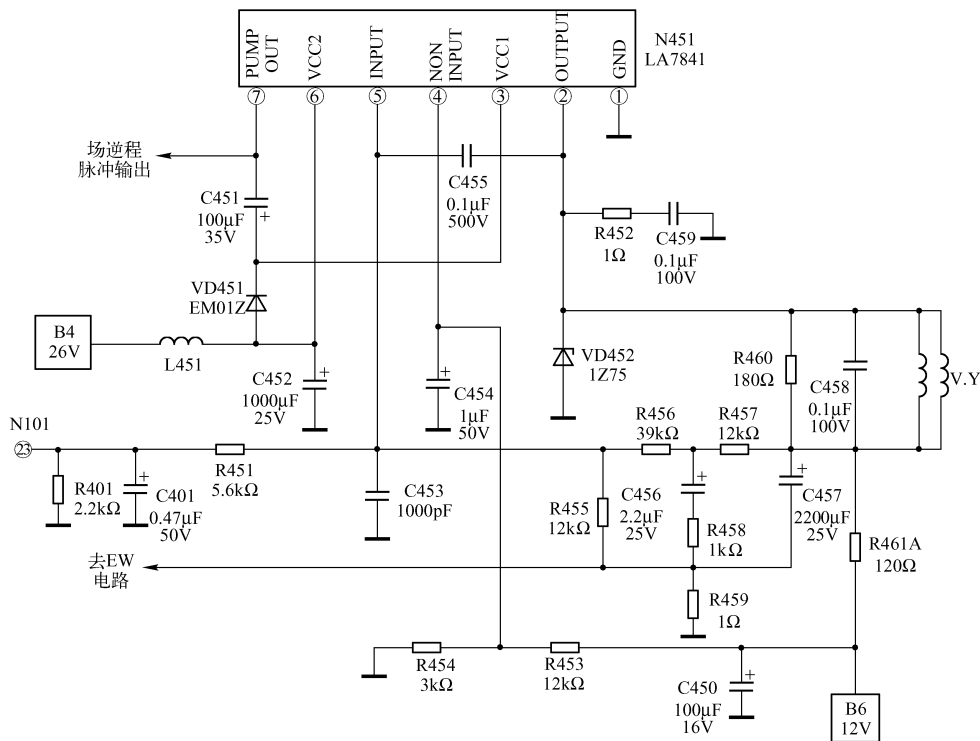 N451
LA7841
PUMP
OUT
VCC2
INPUT
NON
INPUT
VCC1
OUTPUT
GND
⑦
⑥
⑤
④
③
②
①
场逆程
脉冲输出
C451
100μF
35V
+
C455
0.1μF
500V
R452
1Ω
C459
0.1μF
100V
VD451
EM01Z
B4
26V
L451
C452
1000μF
25V
+
C454
1μF
50V
+
VD452
1Z75
R460
180Ω
C458
0.1μF
100V
V.Y
N101
㉓
R401
2.2kΩ
C401
0.47μF
50V
+
R451
5.6kΩ
C453
1000pF
R456
39kΩ
R457
12kΩ
R455
12kΩ
C456
2.2μF
25V
+
R458
1kΩ
C457
2200μF
25V
+
R461A
120Ω
去EW
电路
R459
1Ω
R454
3kΩ
R453
12kΩ
C450
100μF
16V
+
B6
12V